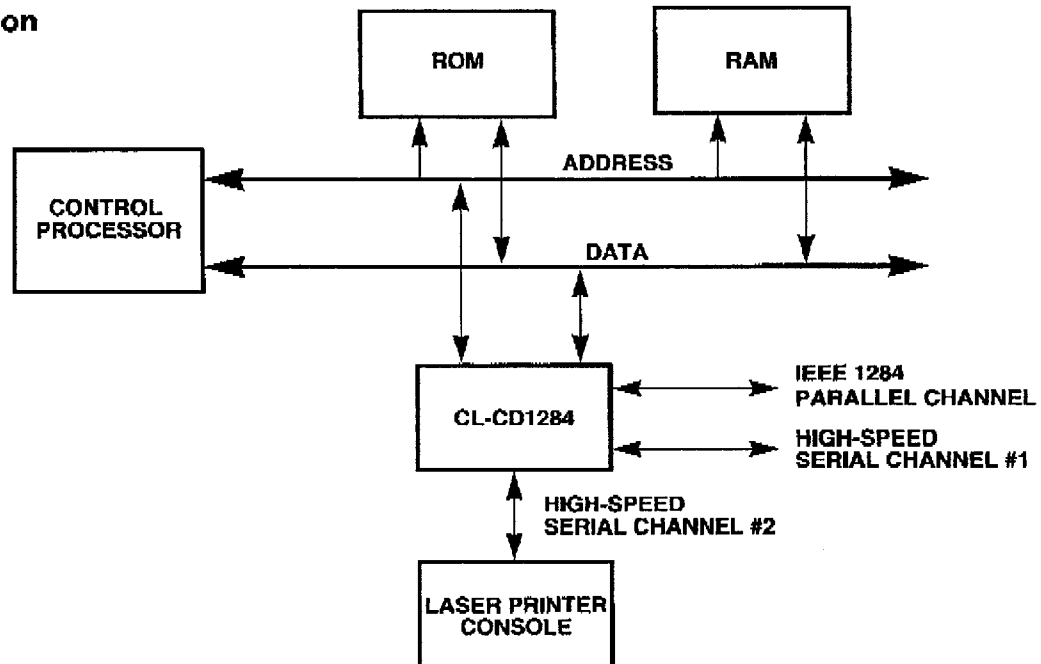 on
ROM
RAM
ADDRESS
CONTROL
PROCESSOR
DATA
IEEE 1284
PARALLEL CHANNEL
CL-CD1284
HIGH-SPEED
SERIAL CHANNEL #1
HIGH-SPEED
SERIAL CHANNEL #2
LASER PRINTER
CONSOLE